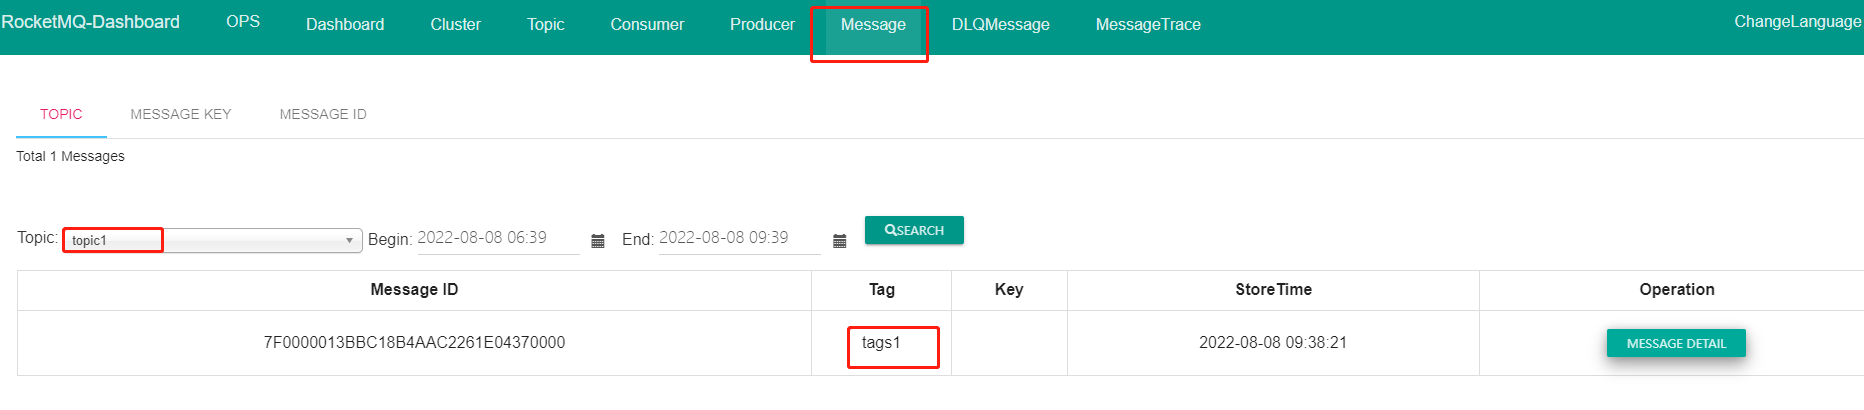 RocketMQ-Dashboard OPS Dashboard Cluster Topic Consumer Producer Message DLQMessage MessageTrace ChangeLanguage
TOPIC MESSAGE KEY MESSAGE ID
Total 1 Messages
Topic: topic1 Begin: 2022-08-08 06:39 End: 2022-08-08 09:39 SEARCH
Message ID Tag Key StoreTime Operation
7F0000013BBC18B4AAC2261E04370000 tags1 2022-08-08 09:38:21 MESSAGE DETAIL